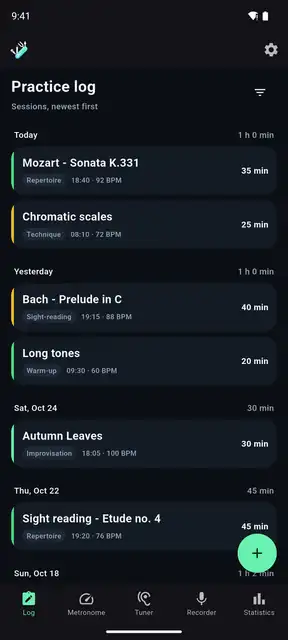 9:41
Practice log
Sessions, newest first
Today 1 h 0 min
Mozart - Sonata K.331
Repertoire 18:40 · 92 BPM
35 min
Chromatic scales
Technique 08:10 · 72 BPM
25 min
Yesterday 1 h 0 min
Bach - Prelude in C
Sight-reading 19:15 · 88 BPM
40 min
Long tones
Warm-up 09:30 · 60 BPM
20 min
Sat, Oct 24 30 min
Autumn Leaves
Improvisation 18:05 · 100 BPM
30 min
Thu, Oct 22 45 min
Sight reading - Etude no. 4
Repertoire 19:20 · 76 BPM
45 min
Sun, Oct 18 1 h 2 min
Log Metronome Tuner Recorder Statistics